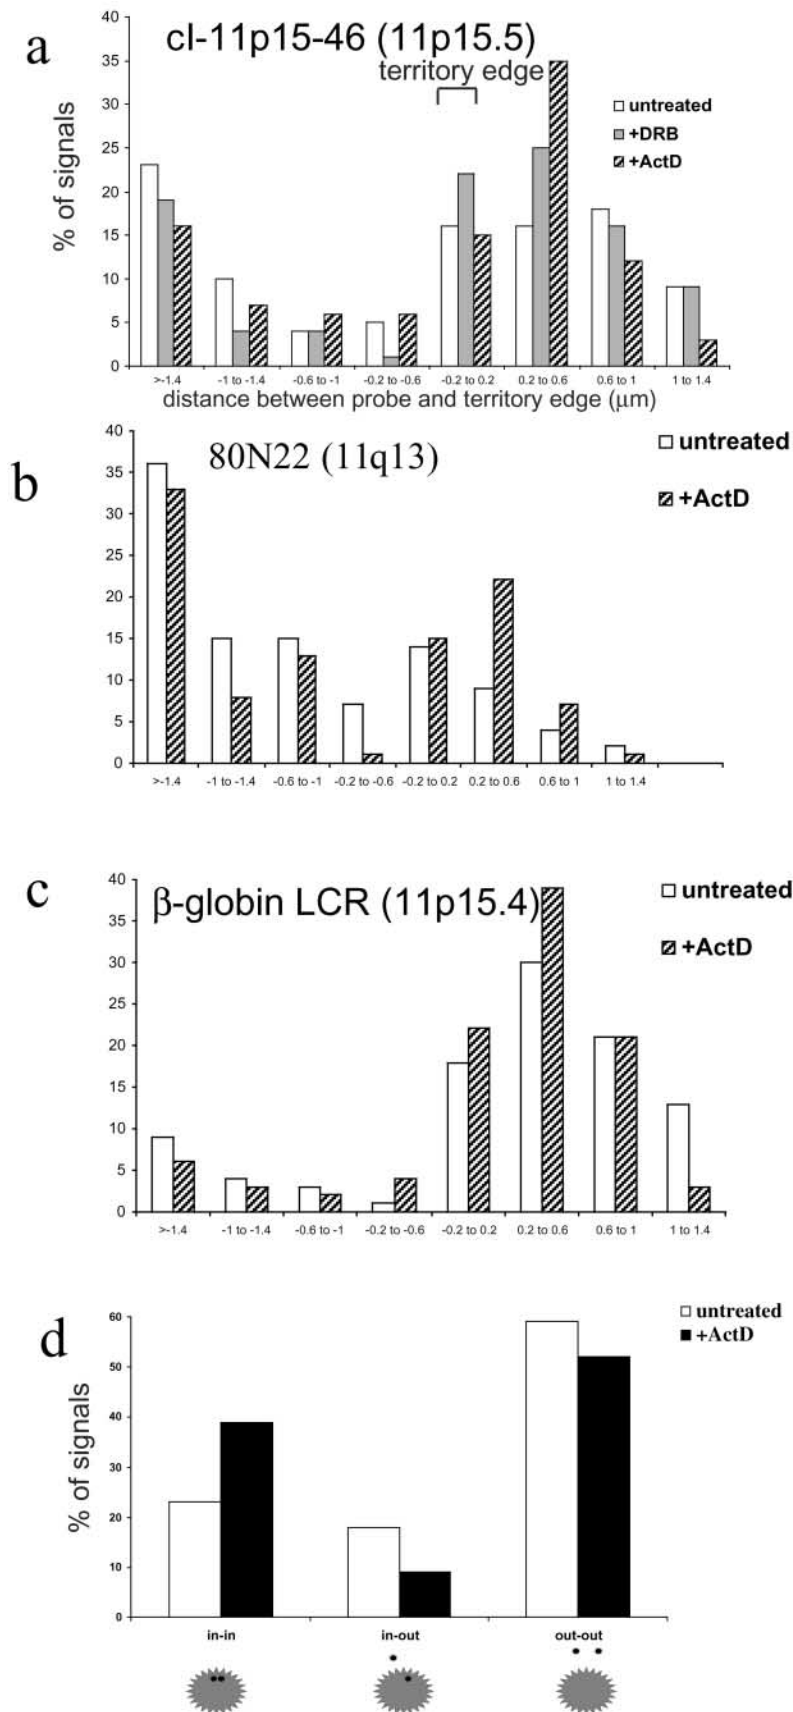 a
cl-11p15-46 (11p15.5)
territory edge
% of signals
40
35
30
25
20
15
10
5
0
untreated
+DRB
+ActD
>-1.4 -1 to -1.4 -0.6 to -1 -0.2 to -0.6 -0.2 to 0.2 0.2 to 0.6 0.6 to 1 1 to 1.4
distance between probe and territory edge (μm)
b
80N22 (11q13)
40
35
30
25
20
15
10
5
0
untreated
+ActD
>-1.4 -1 to -1.4 -0.6 to -1 -0.2 to -0.6 -0.2 to 0.2 0.2 to 0.6 0.6 to 1 1 to 1.4
c
β-globin LCR (11p15.4)
40
35
30
25
20
15
10
5
0
untreated
+ActD
>-1.4 -1 to -1.4 -0.6 to -1 -0.2 to -0.6 -0.2 to 0.2 0.2 to 0.6 0.6 to 1 1 to 1.4
d
% of signals
60
50
40
30
20
10
0
untreated
+ActD
in-in in-out out-out